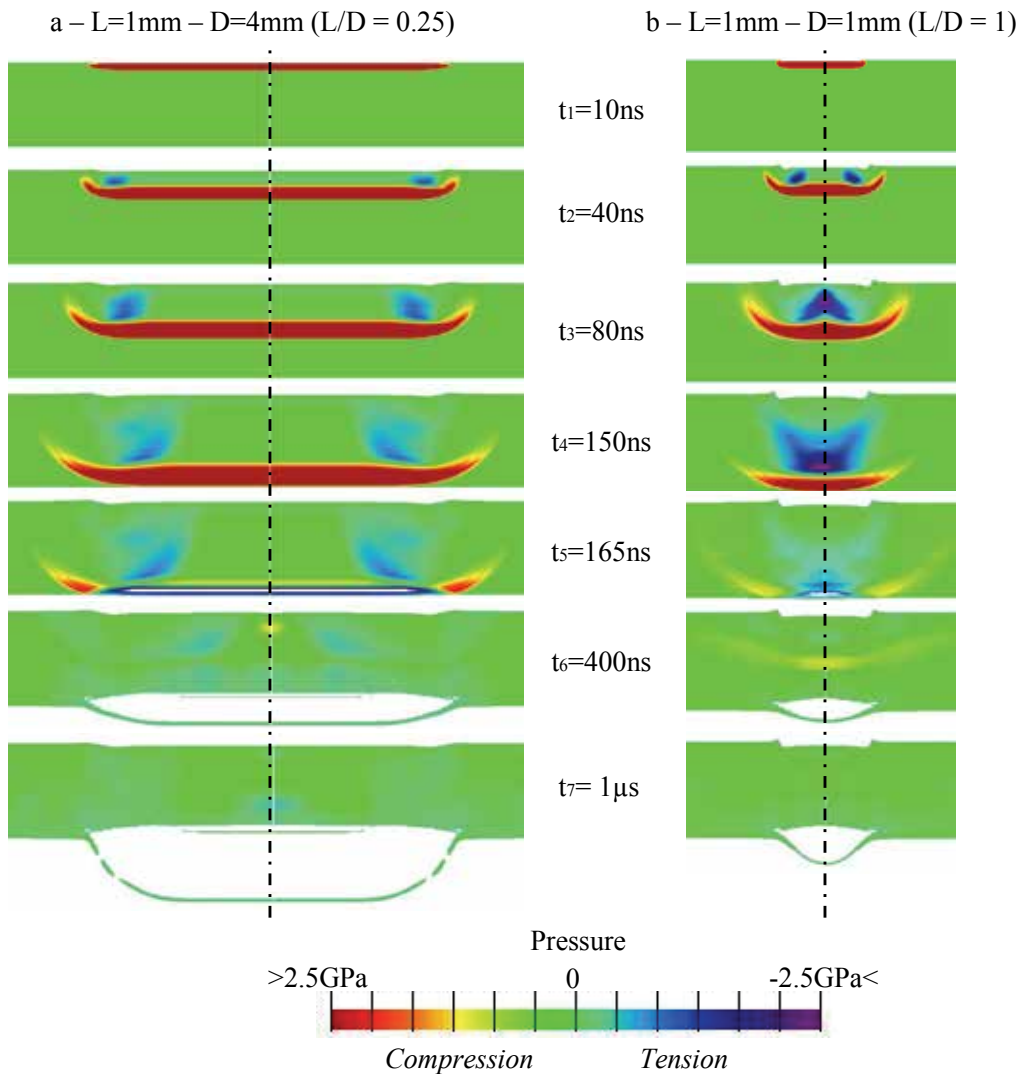 a – L=1mm – D=4mm (L/D = 0.25)
b – L=1mm – D=1mm (L/D = 1)
t1=10ns
t2=40ns
t3=80ns
t4=150ns
t5=165ns
t6=400ns
t7= 1µs
Pressure
>2.5GPa 0 -2.5GPa<
Compression Tension